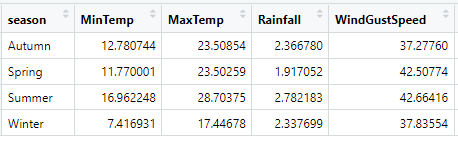 season MinTemp MaxTemp Rainfall WindGustSpeed
Autumn 12.780744 23.50854 2.366780 37.27760
Spring 11.770001 23.50259 1.917052 42.50774
Summer 16.962248 28.70375 2.782183 42.66416
Winter 7.416931 17.44678 2.337699 37.83554